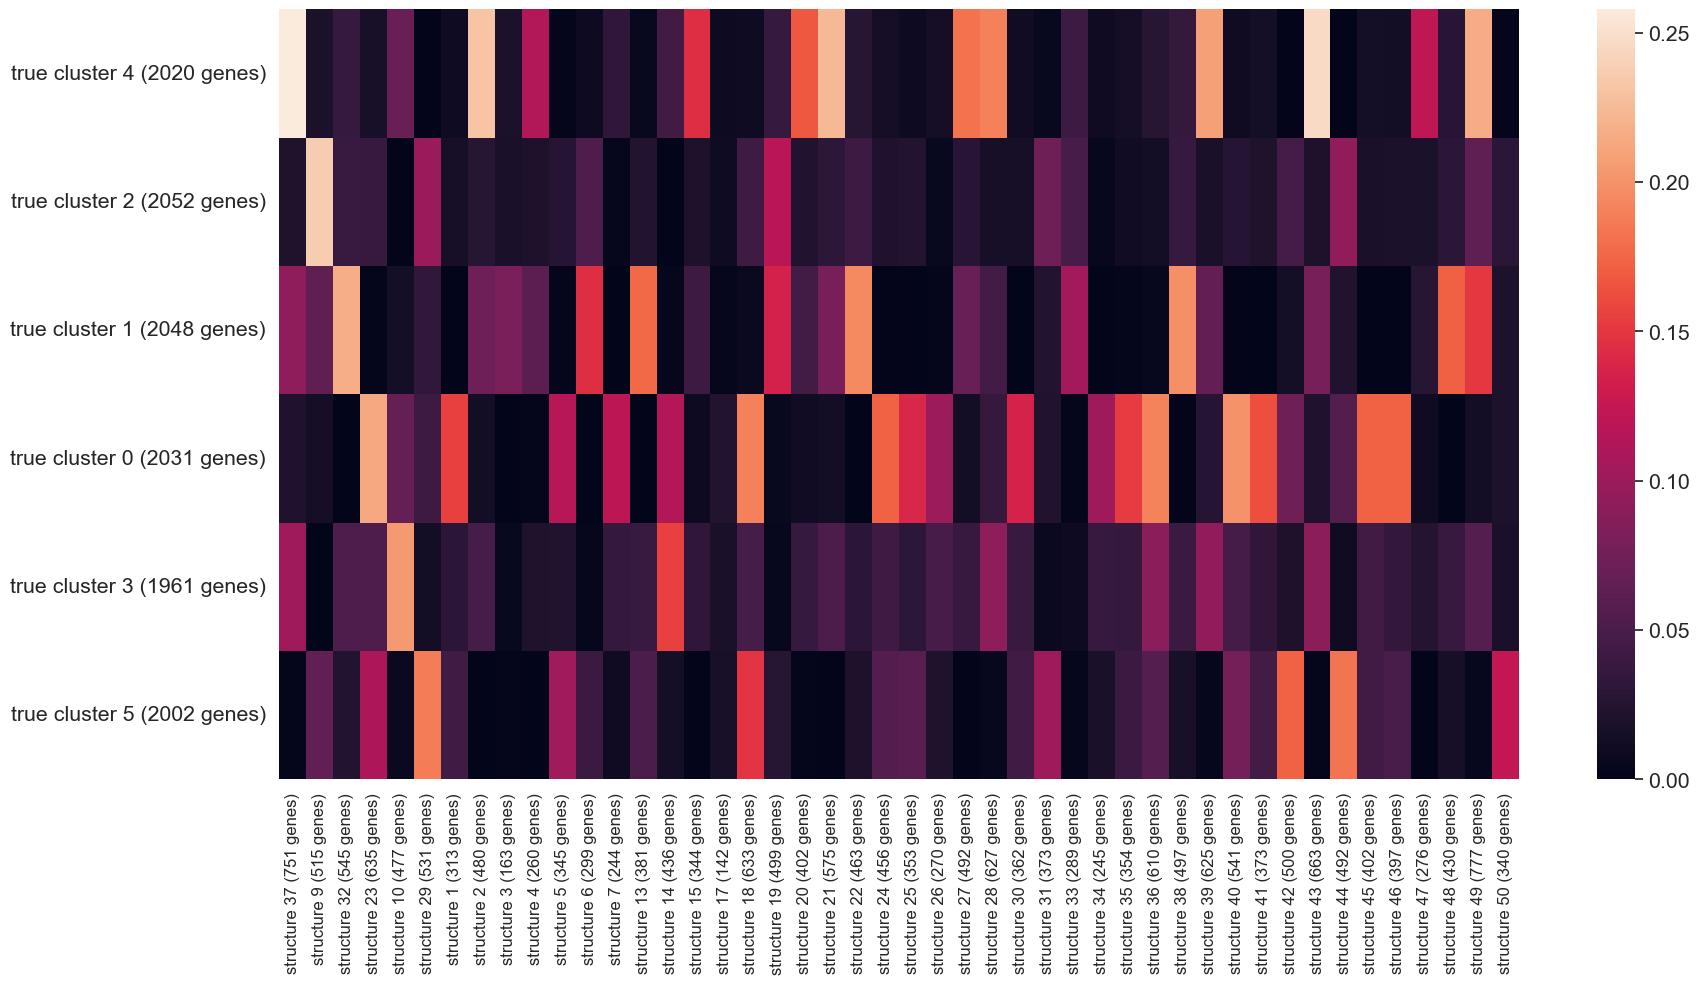 true cluster 4 (2020 genes)
true cluster 2 (2052 genes)
true cluster 1 (2048 genes)
true cluster 0 (2031 genes)
true cluster 3 (1961 genes)
true cluster 5 (2002 genes)
structure 37 (751 genes)
structure 9 (515 genes)
structure 32 (545 genes)
structure 23 (635 genes)
structure 10 (477 genes)
structure 29 (531 genes)
structure 1 (313 genes)
structure 2 (480 genes)
structure 3 (163 genes)
structure 4 (260 genes)
structure 5 (345 genes)
structure 6 (299 genes)
structure 7 (244 genes)
structure 13 (381 genes)
structure 14 (436 genes)
structure 15 (344 genes)
structure 17 (142 genes)
structure 18 (633 genes)
structure 19 (499 genes)
structure 20 (402 genes)
structure 21 (575 genes)
structure 22 (463 genes)
structure 24 (456 genes)
structure 25 (353 genes)
structure 26 (270 genes)
structure 27 (492 genes)
structure 28 (627 genes)
structure 30 (362 genes)
structure 31 (373 genes)
structure 33 (289 genes)
structure 34 (245 genes)
structure 35 (354 genes)
structure 36 (610 genes)
structure 38 (497 genes)
structure 39 (625 genes)
structure 40 (541 genes)
structure 41 (373 genes)
structure 42 (500 genes)
structure 43 (663 genes)
structure 44 (492 genes)
structure 45 (402 genes)
structure 46 (397 genes)
structure 47 (276 genes)
structure 48 (430 genes)
structure 49 (777 genes)
structure 50 (340 genes)
0.25
0.20
0.15
0.10
0.05
0.00